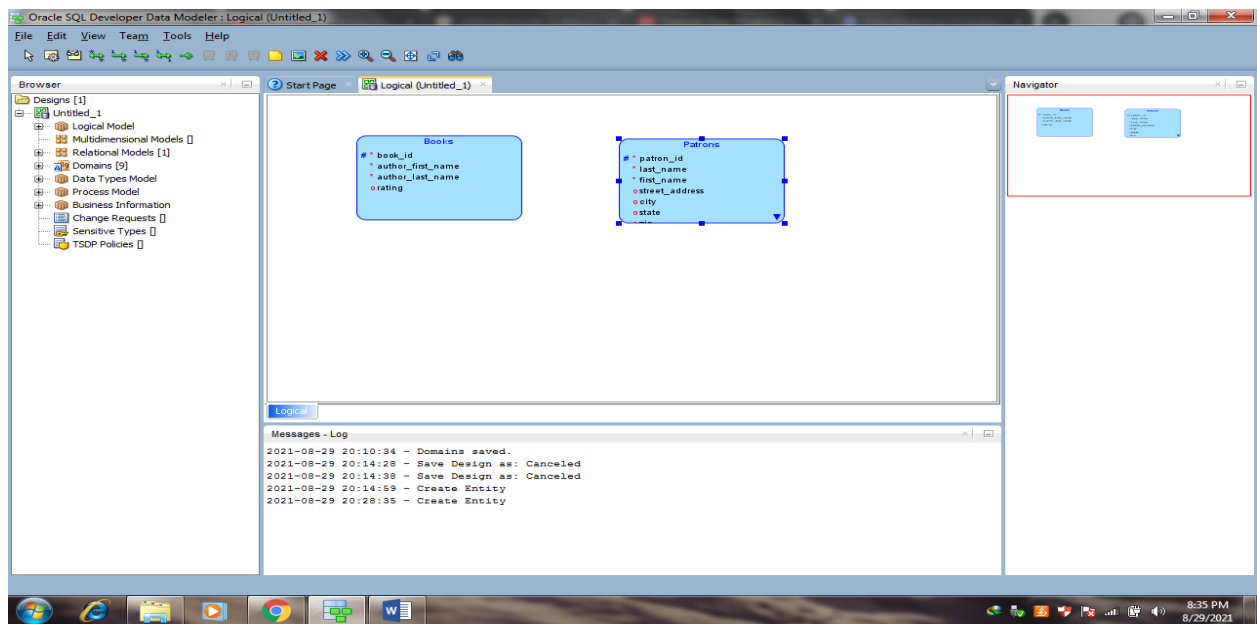 Oracle SQL Developer Data Modeler : Logical (Untitled_1)
File Edit View Team Tools Help
Browser
Designs [1]
Untitled_1
Logical Model
Multidimensional Models []
Relational Models [1]
Domains [9]
Data Types Model
Process Model
Business Information
Change Requests []
Sensitive Types []
TSDP Policies []
Start Page
Logical (Untitled_1)
Books
# * book_id
* author_first_name
* author_last_name
o rating
Patrons
# * patron_id
* last_name
* first_name
o street_address
o city
o state
Logical
Messages - Log
2021-08-29 20:10:34 - Domains saved.
2021-08-29 20:14:28 - Save Design as: Canceled
2021-08-29 20:14:38 - Save Design as: Canceled
2021-08-29 20:14:59 - Create Entity
2021-08-29 20:28:35 - Create Entity
Navigator
Books
Patrons
8:35 PM
8/29/2021